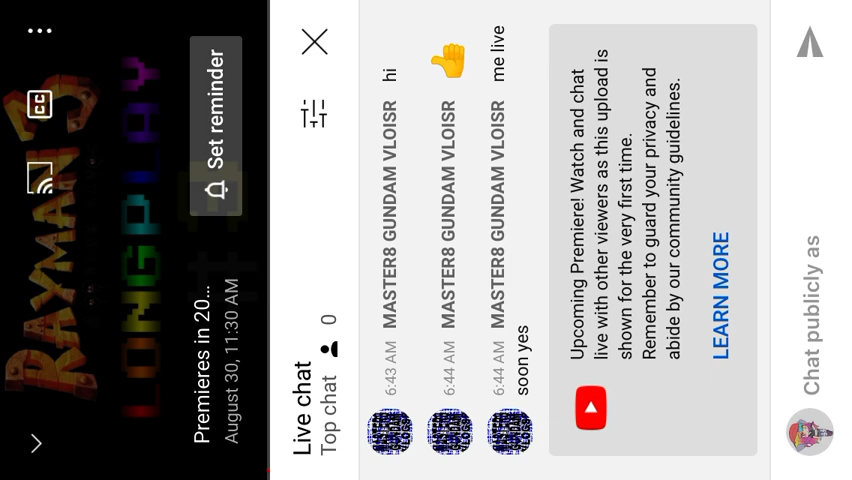 RAYMAN 3
LONGPLAY
Set reminder
Premieres in 20...
August 30, 11:30 AM
Live chat
Top chat 0
6:43 AM MASTER8 GUNDAM VLOISR hi
6:44 AM MASTER8 GUNDAM VLOISR 👍
6:44 AM MASTER8 GUNDAM VLOISR me live
soon yes
Upcoming Premiere! Watch and chat
live with other viewers as this upload is
shown for the very first time.
Remember to guard your privacy and
abide by our community guidelines.
LEARN MORE
Chat publicly as